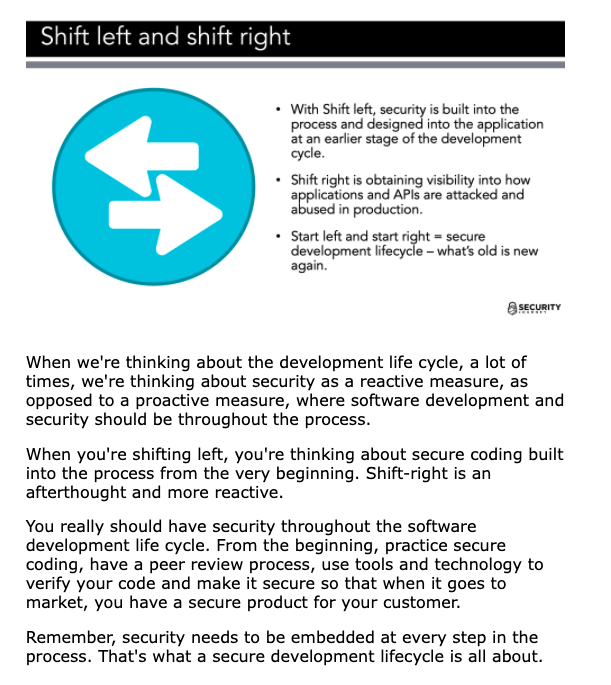 Shift left and shift right
• With Shift left, security is built into the
process and designed into the application
at an earlier stage of the development
cycle.
• Shift right is obtaining visibility into how
applications and APIs are attacked and
abused in production.
• Start left and start right = secure
development lifecycle – what's old is new
again.
SECURITY
JOURNEY
When we're thinking about the development life cycle, a lot of
times, we're thinking about security as a reactive measure, as
opposed to a proactive measure, where software development and
security should be throughout the process.
When you're shifting left, you're thinking about secure coding built
into the process from the very beginning. Shift-right is an
afterthought and more reactive.
You really should have security throughout the software
development life cycle. From the beginning, practice secure
coding, have a peer review process, use tools and technology to
verify your code and make it secure so that when it goes to
market, you have a secure product for your customer.
Remember, security needs to be embedded at every step in the
process. That's what a secure development lifecycle is all about.